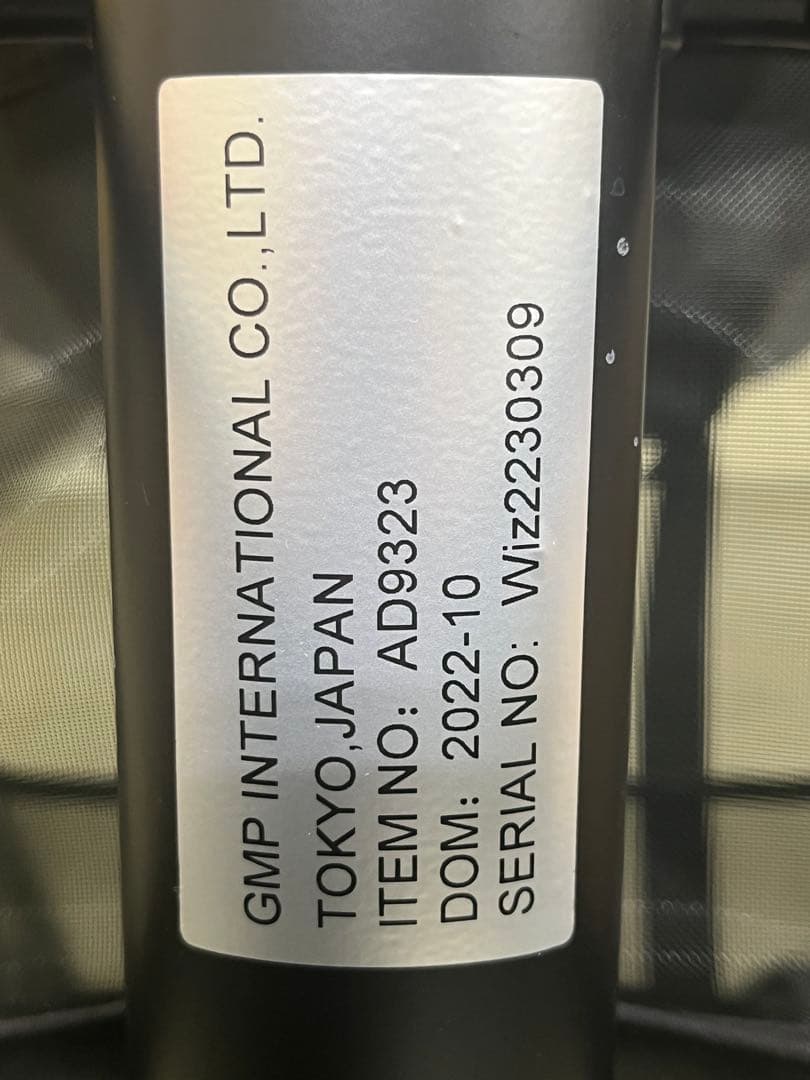 GMP INTERNATIONAL CO.,LTD.
TOKYO,JAPAN
ITEM NO: AD9323
DOM: 2022-10
SERIAL NO: Wiz2230309